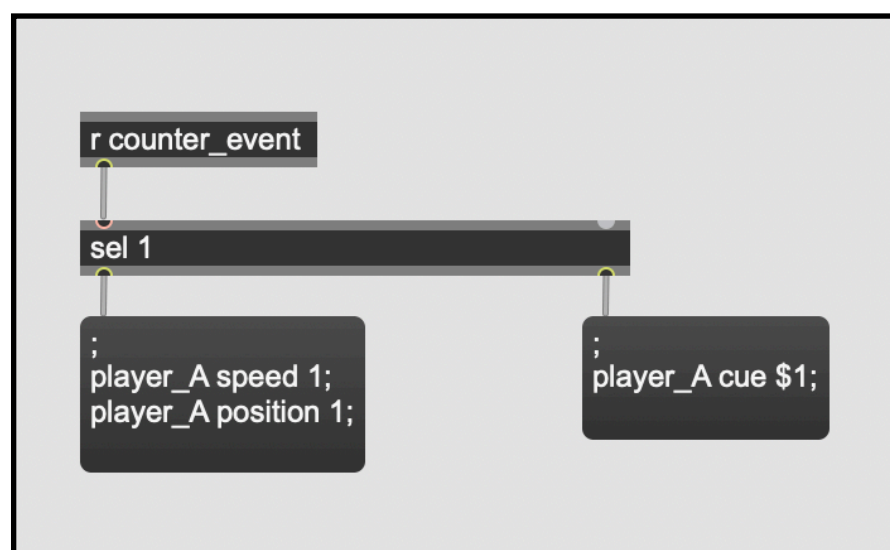 r counter_event
sel 1
;
player_A speed 1;
player_A position 1;
;
player_A cue $1;